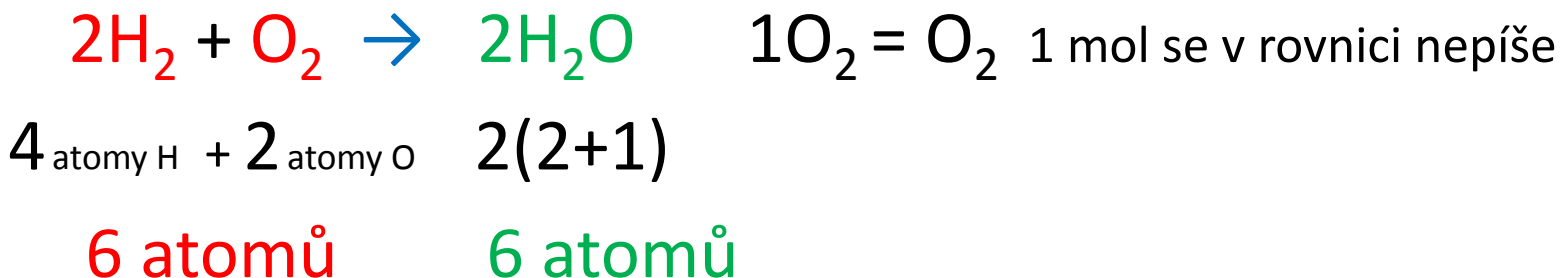 2H₂ + O₂ → 2H₂O 1O₂ = O₂ 1 mol se v rovnici nepíše
4 atomy H + 2 atomy O 2(2+1)
6 atomů 6 atomů